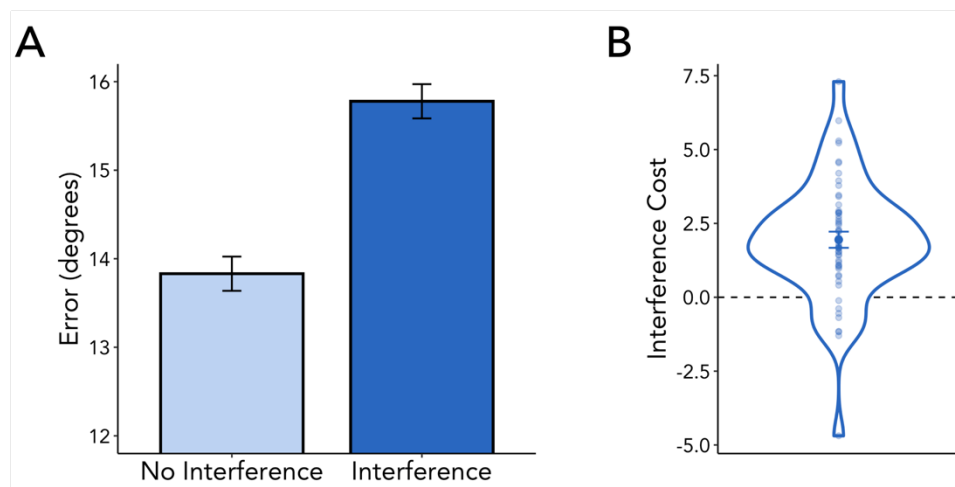 A
Error (degrees)
16
15
14
13
12
No Interference
Interference
B
Interference Cost
7.5
5.0
2.5
0.0
-2.5
-5.0